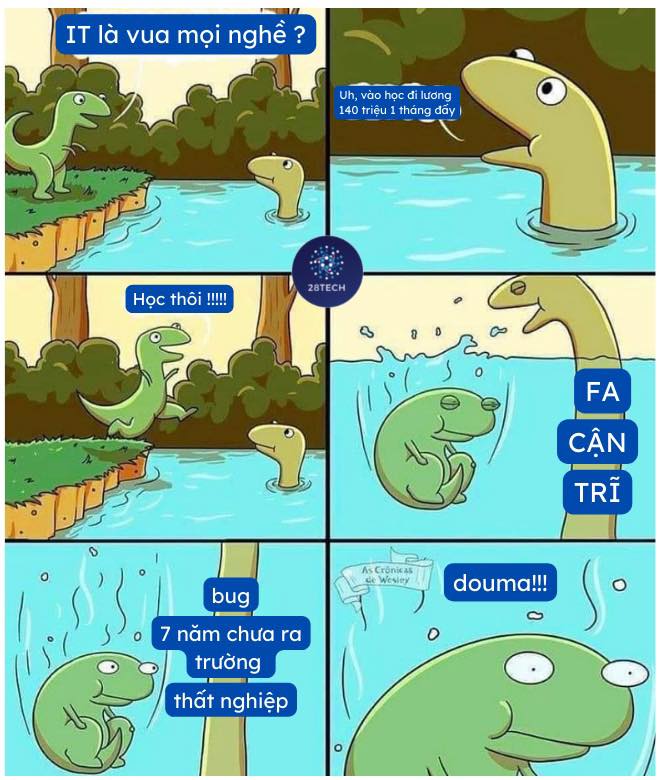 IT là vua mọi nghề ?
Uh, vào học đi lương
140 triệu 1 tháng đấy
28TECH
Học thôi !!!!!
FA
CẬN
TRĨ
bug
7 năm chưa ra
trường
thất nghiệp
As Crônicas
de Wesley
douma!!!